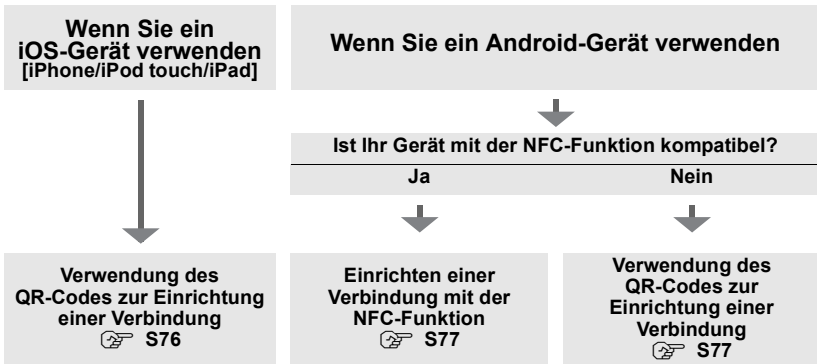 Wenn Sie ein
iOS-Gerät verwenden
[iPhone/iPod touch/iPad]
Wenn Sie ein Android-Gerät verwenden
Ist Ihr Gerät mit der NFC-Funktion kompatibel?
Ja
Nein
Verwendung des
QR-Codes zur Einrichtung
einer Verbindung
S76
Einrichten einer
Verbindung mit der
NFC-Funktion
S77
Verwendung des
QR-Codes zur
Einrichtung einer
Verbindung
S77